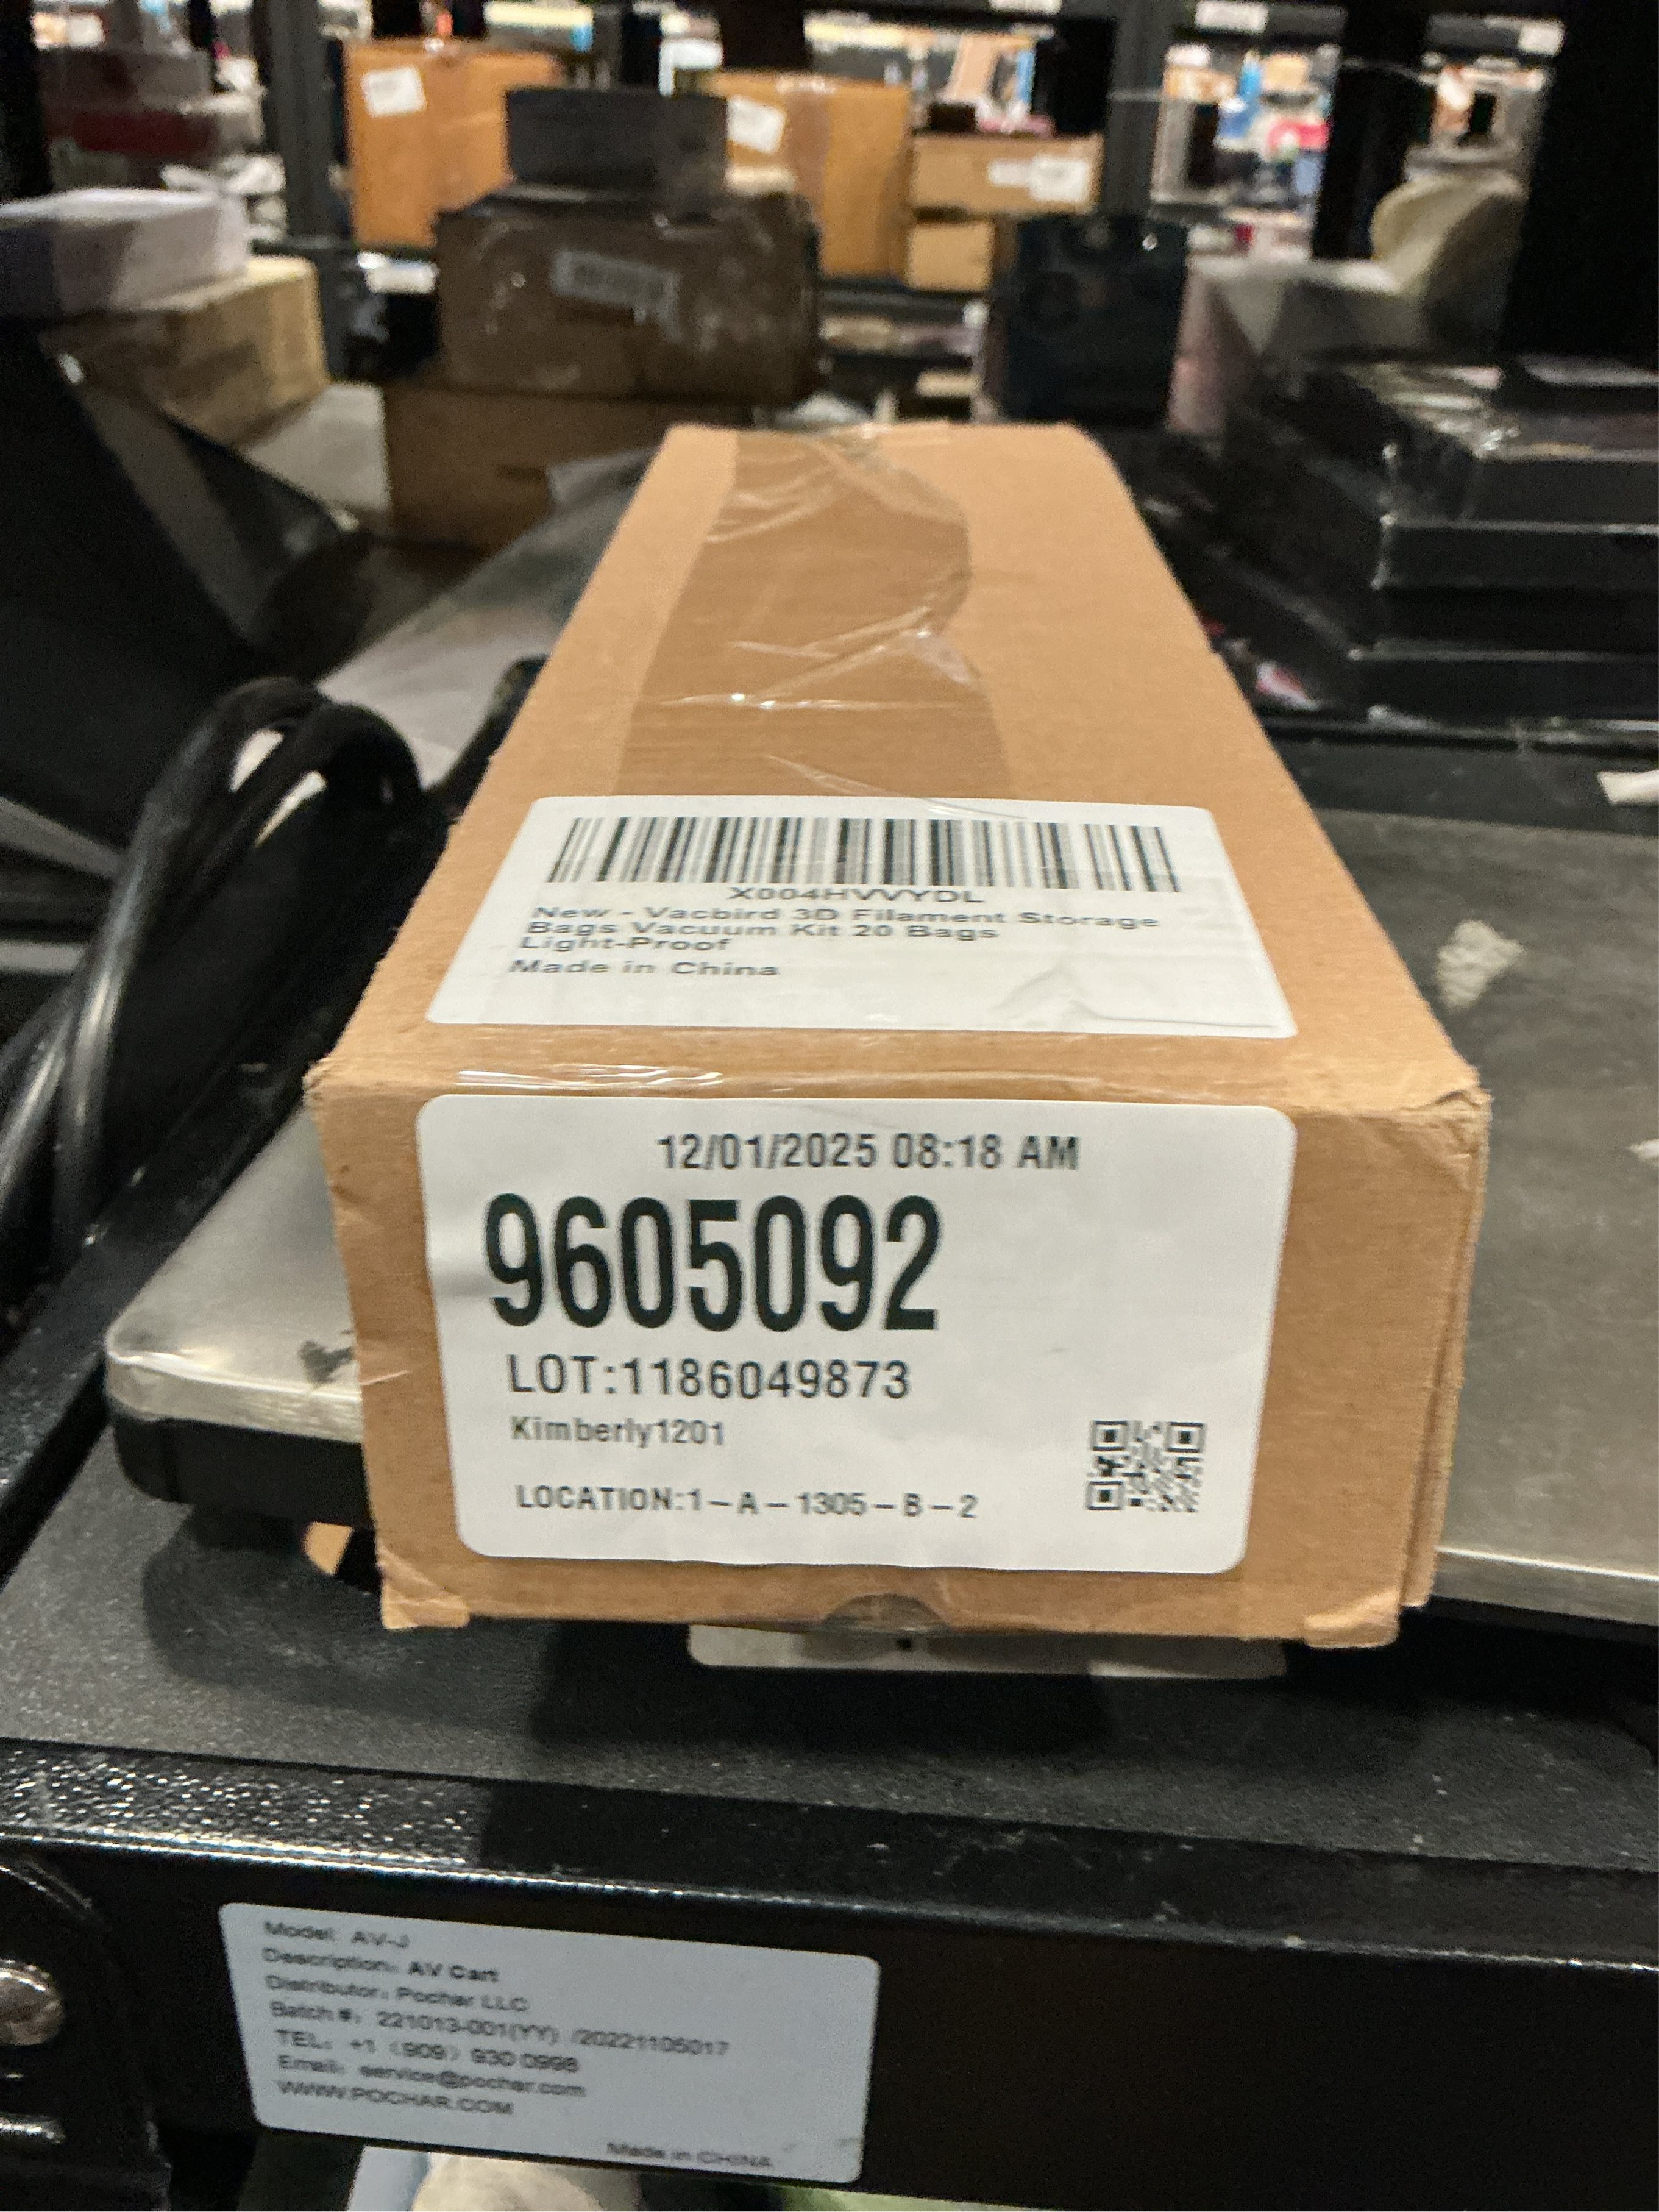 X004HVVYDL
New - Vacbird 3D Filament Storage
Bags Vacuum Kit 20 Bags
Light-Proof
Made in China
12/01/2025 08:18 AM
9605092
LOT:1186049873
Kimberly1201
LOCATION:1-A-1305-B-2
Model: AV-J
Description: AV Cart
Distributor: Pochar LLC
Batch #: 221013-001(YY) /20221105017
TEL: +1 (909) 930 0998
Email: service@pochar.com
WWW.POCHAR.COM
Made in CHINA